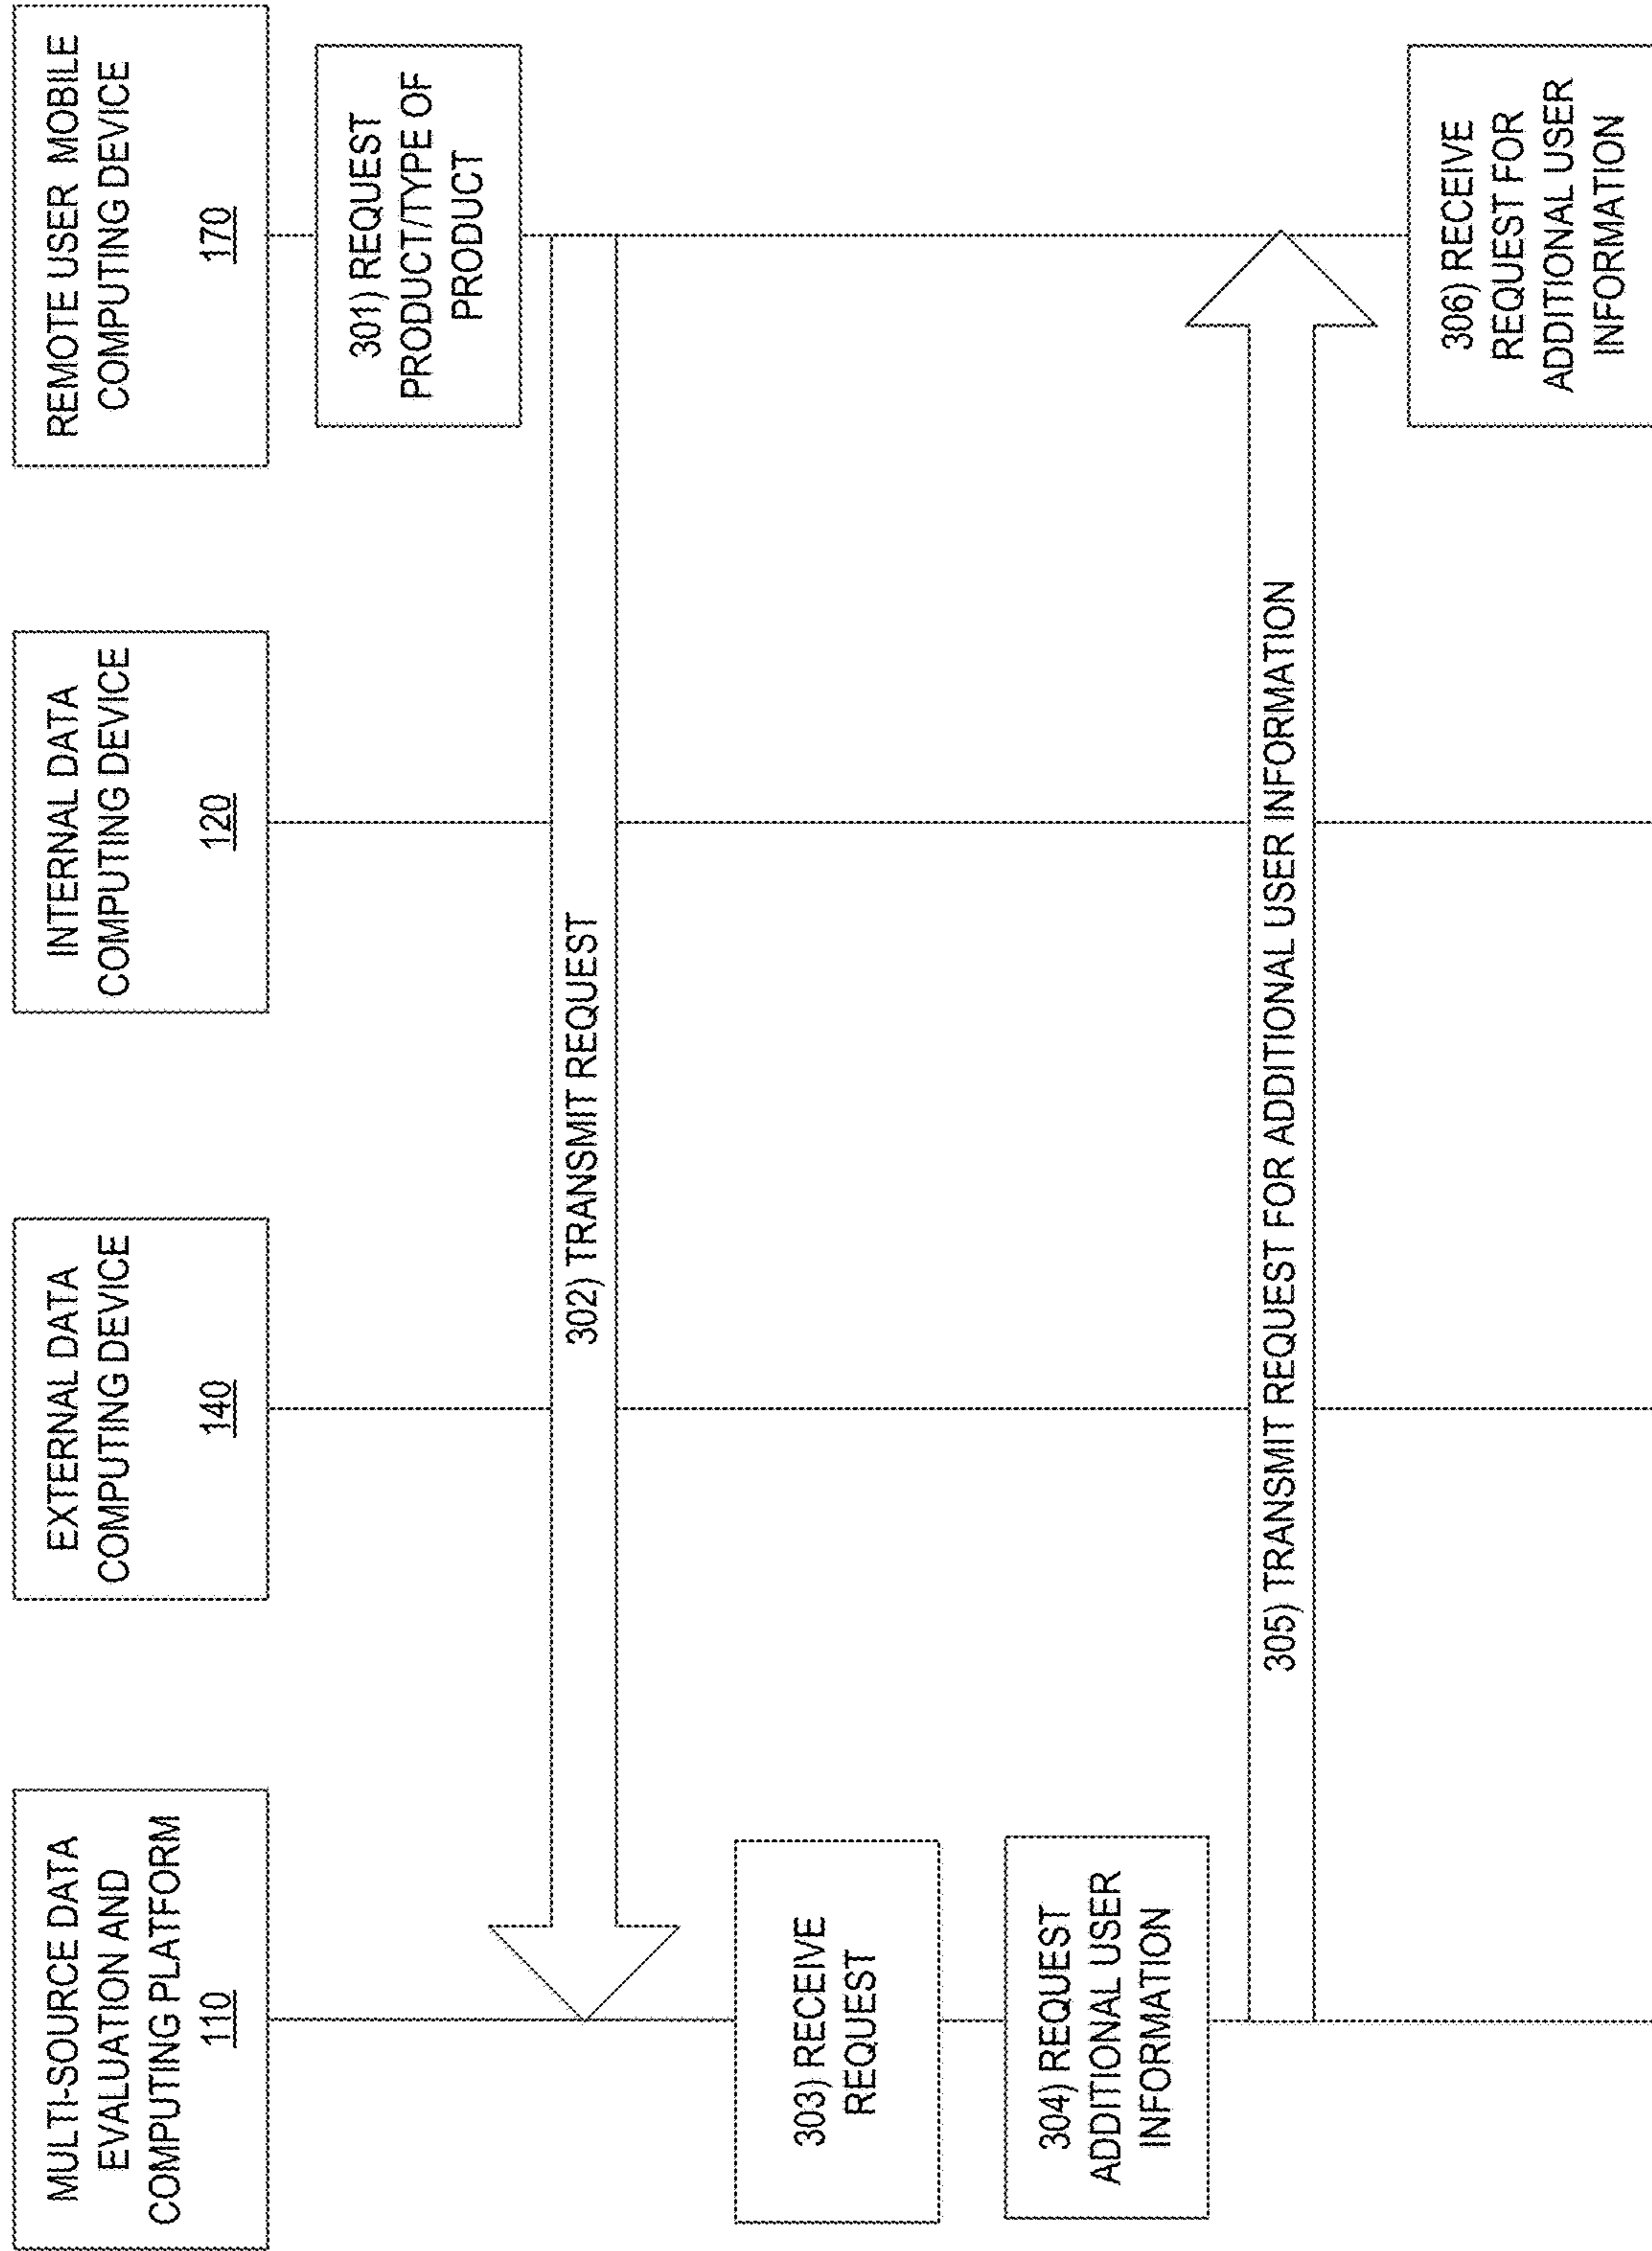 MULTI-SOURCE DATA
EVALUATION AND
COMPUTING PLATFORM
110
EXTERNAL DATA
COMPUTING DEVICE
140
INTERNAL DATA
COMPUTING DEVICE
120
REMOTE USER MOBILE
COMPUTING DEVICE
170
301) REQUEST
PRODUCT/TYPE OF
PRODUCT
302) TRANSMIT REQUEST
303) RECEIVE
REQUEST
304) REQUEST
ADDITIONAL USER
INFORMATION
305) TRANSMIT REQUEST FOR ADDITIONAL USER INFORMATION
306) RECEIVE
REQUEST FOR
ADDITIONAL USER
INFORMATION